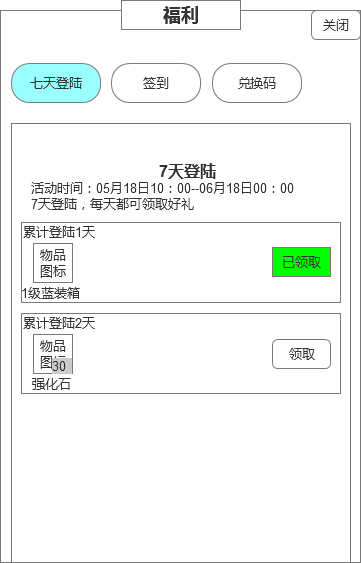 福利
关闭
七天登陆
签到
兑换码
7天登陆
活动时间：05月18日10：00--06月18日00：00
7天登陆，每天都可领取好礼
累计登陆1天
物品
图标
已领取
1级蓝装箱
累计登陆2天
物品
图标
30
领取
强化石